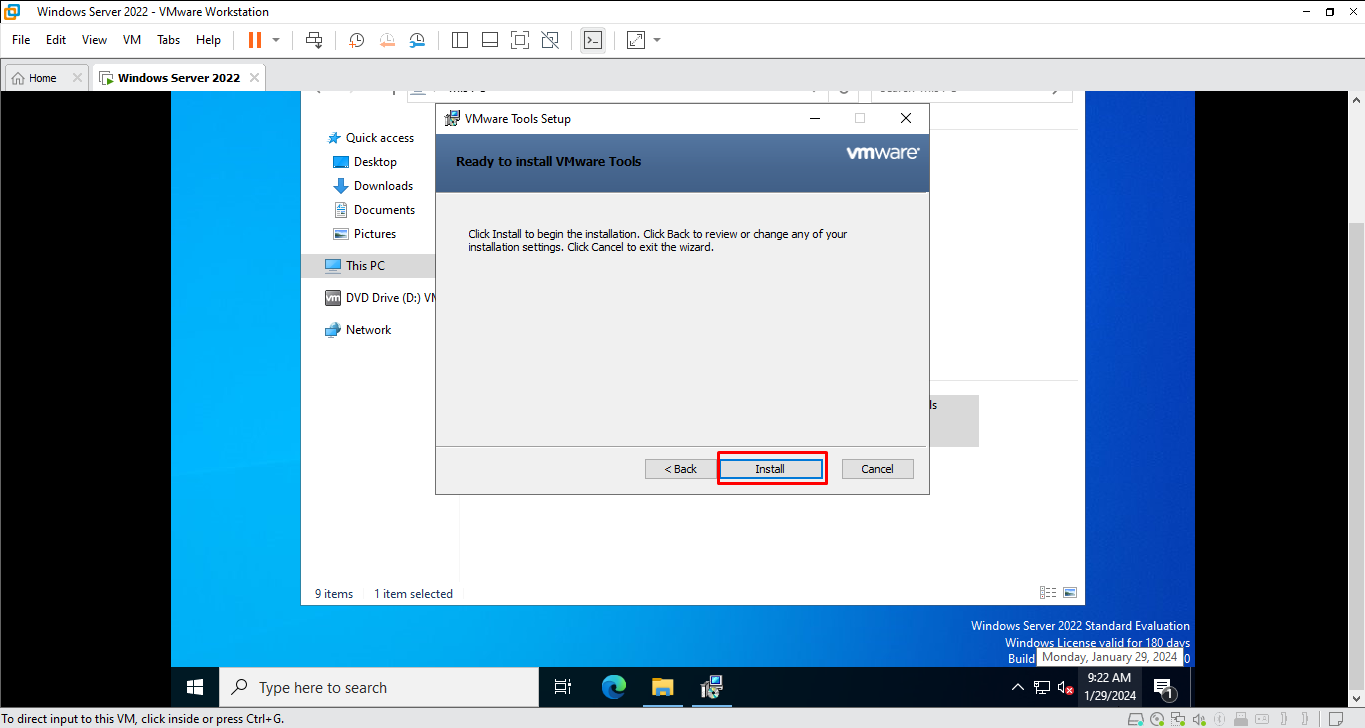 Windows Server 2022 - VMware Workstation
File Edit View VM Tabs Help
Home
Windows Server 2022
VMware Tools Setup
Ready to install VMware Tools
vmware
Click Install to begin the installation. Click Back to review or change any of your
installation settings. Click Cancel to exit the wizard.
< Back
Install
Cancel
Quick access
Desktop
Downloads
Documents
Pictures
This PC
vm
DVD Drive (D:) VM
Network
ls
9 items 1 item selected
Windows Server 2022 Standard Evaluation
Windows License valid for 180 days
Build
Monday, January 29, 2024
0
Type here to search
9:22 AM
1/29/2024
1
To direct input to this VM, click inside or press Ctrl+G.